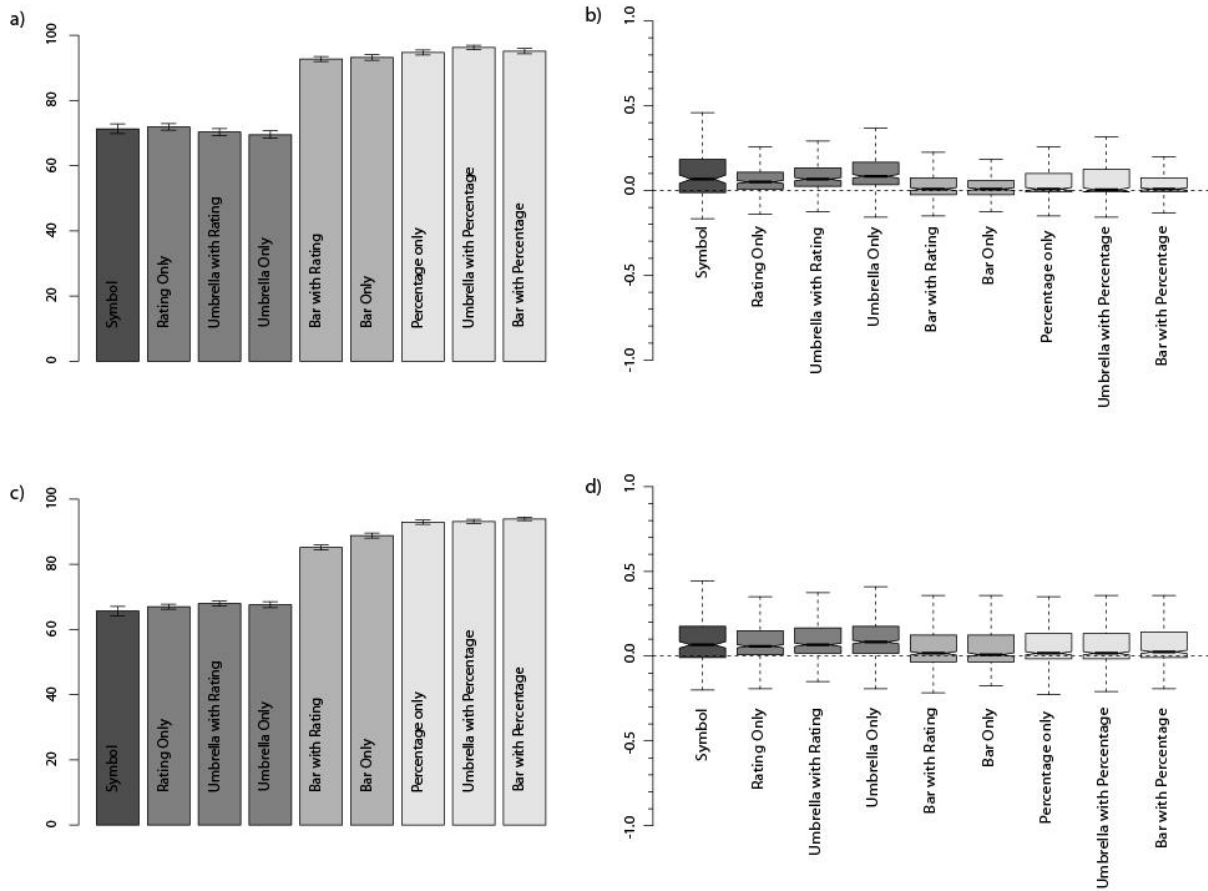 a)
100
80
60
40
20
0
Symbol
Rating Only
Umbrella with Rating
Umbrella Only
Bar with Rating
Bar Only
Percentage only
Umbrella with Percentage
Bar with Percentage
b)
1.0
0.5
0.0
-0.5
-1.0
Symbol
Rating Only
Umbrella with Rating
Umbrella Only
Bar with Rating
Bar Only
Percentage only
Umbrella with Percentage
Bar with Percentage
c)
100
80
60
40
20
0
Symbol
Rating Only
Umbrella with Rating
Umbrella Only
Bar with Rating
Bar Only
Percentage only
Umbrella with Percentage
Bar with Percentage
d)
1.0
0.5
0.0
-0.5
-1.0
Symbol
Rating Only
Umbrella with Rating
Umbrella Only
Bar with Rating
Bar Only
Percentage only
Umbrella with Percentage
Bar with Percentage